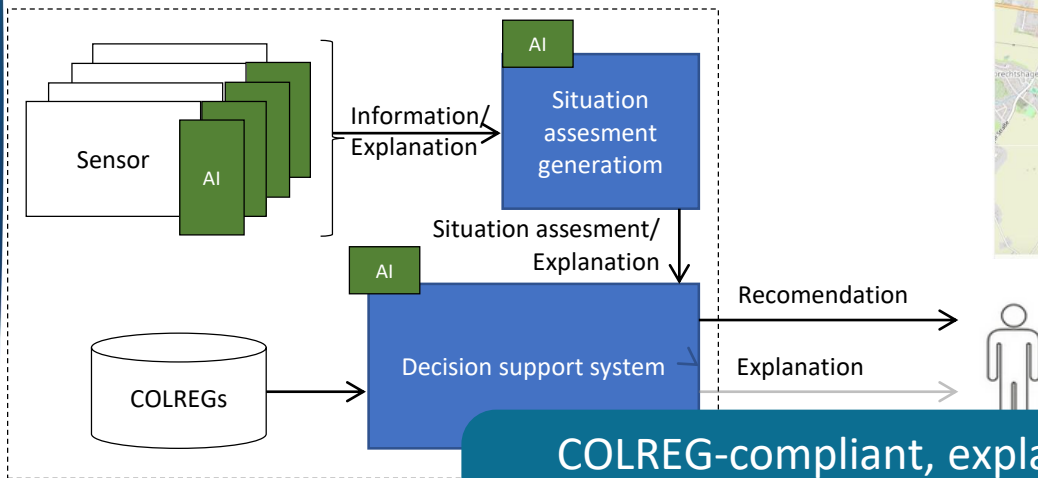 AI
Situation
assesment
generatiom
Information/
Explanation
Sensor
AI
Situation assesment/
Explanation
AI
Recomendation
Decision support system
Explanation
COLREGs
COLREG-compliant, expla